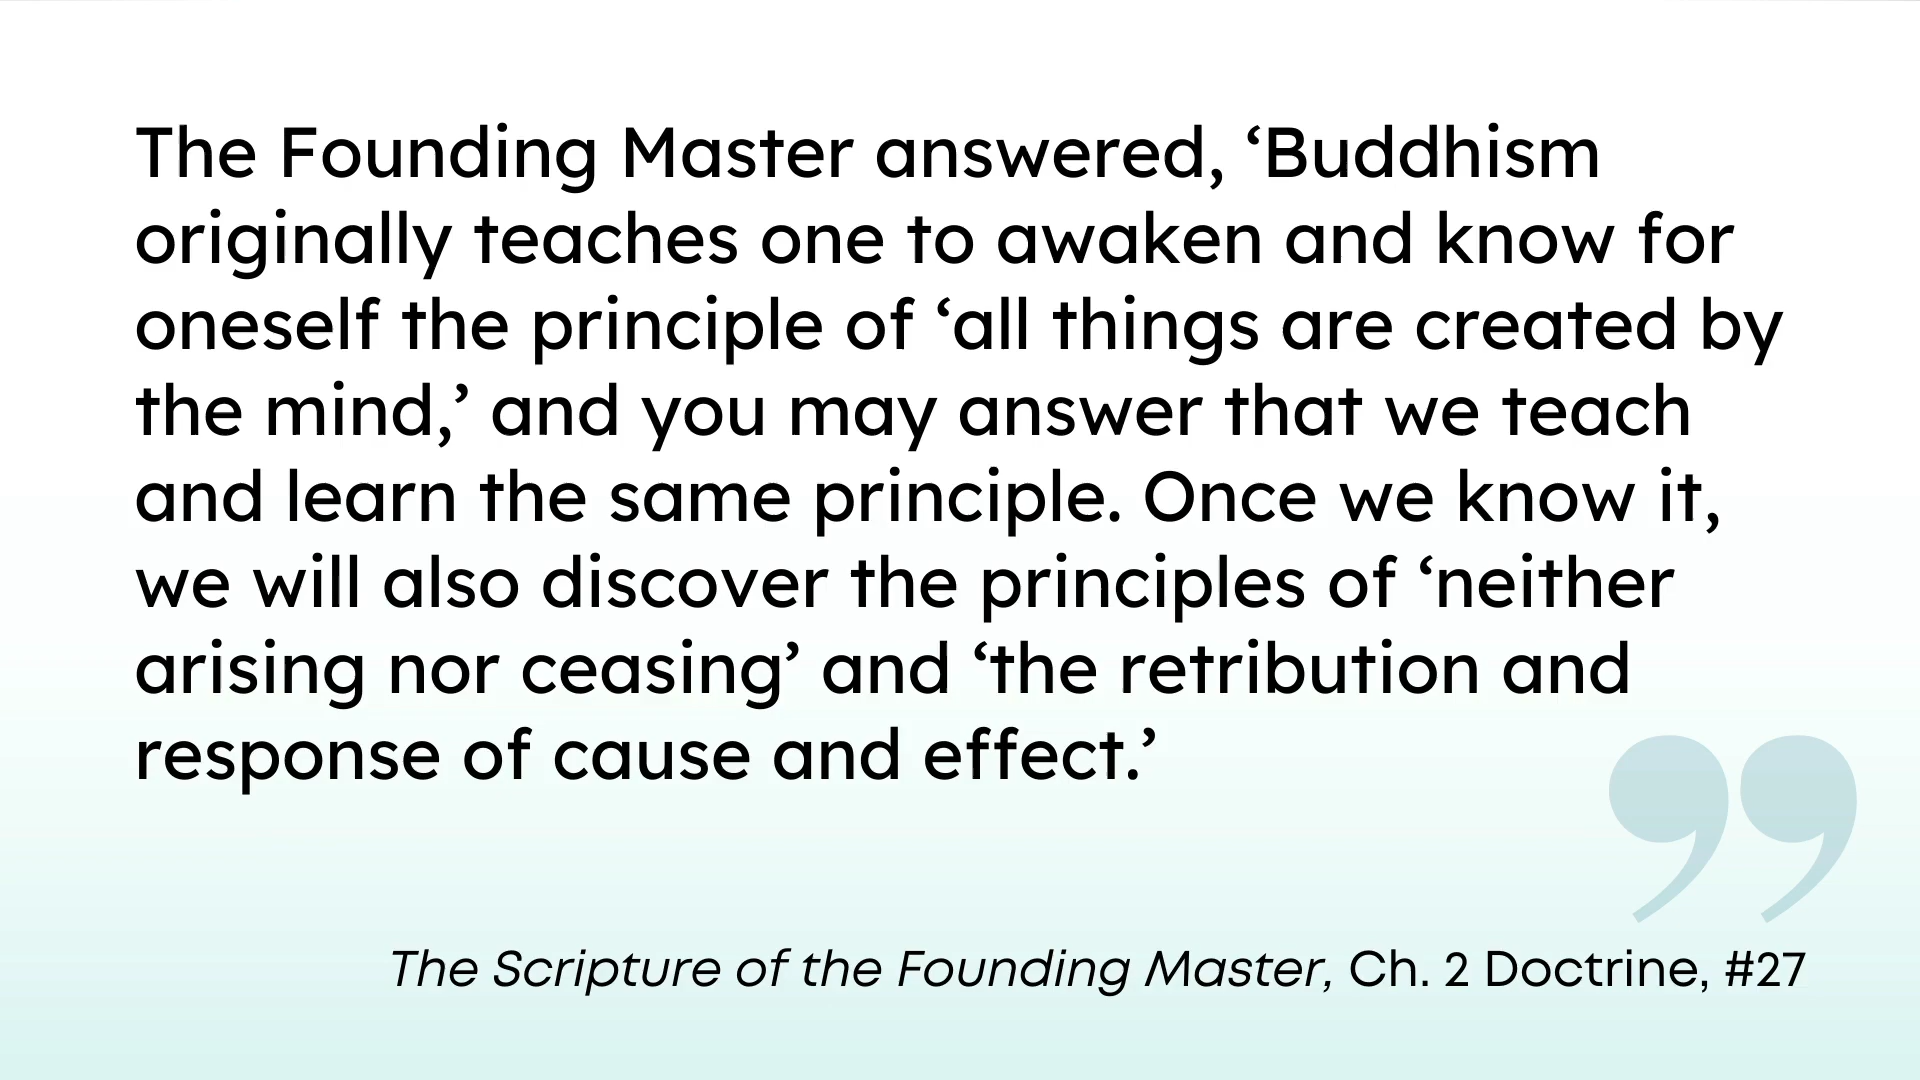 The Founding Master answered, ‘Buddhism
originally teaches one to awaken and know for
oneself the principle of ‘all things are created by
the mind,’ and you may answer that we teach
and learn the same principle. Once we know it,
we will also discover the principles of ‘neither
arising nor ceasing’ and ‘the retribution and
response of cause and effect.’
”
The Scripture of the Founding Master, Ch. 2 Doctrine, #27